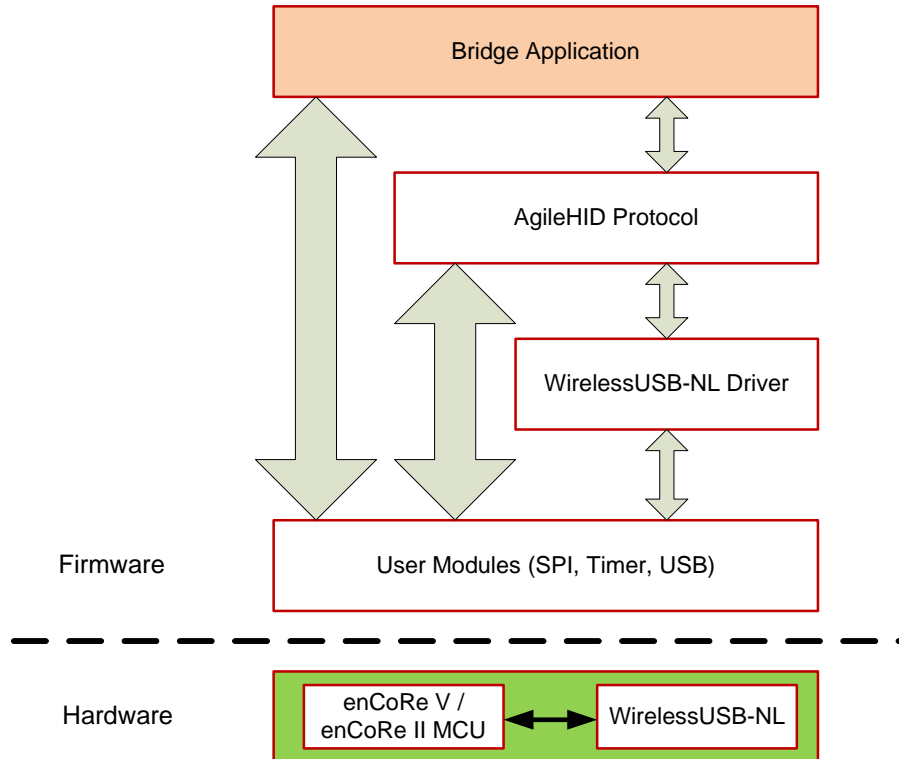 Bridge Application
AgileHID Protocol
WirelessUSB-NL Driver
Firmware
User Modules (SPI, Timer, USB)
Hardware
enCoRe V /
enCoRe II MCU
WirelessUSB-NL